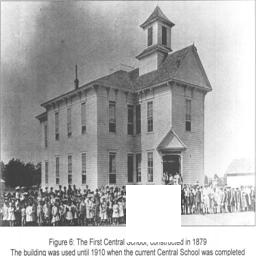 Figure 6: The First Central School, constructed in 1879
The building was used until 1910 when the current Central School was completed